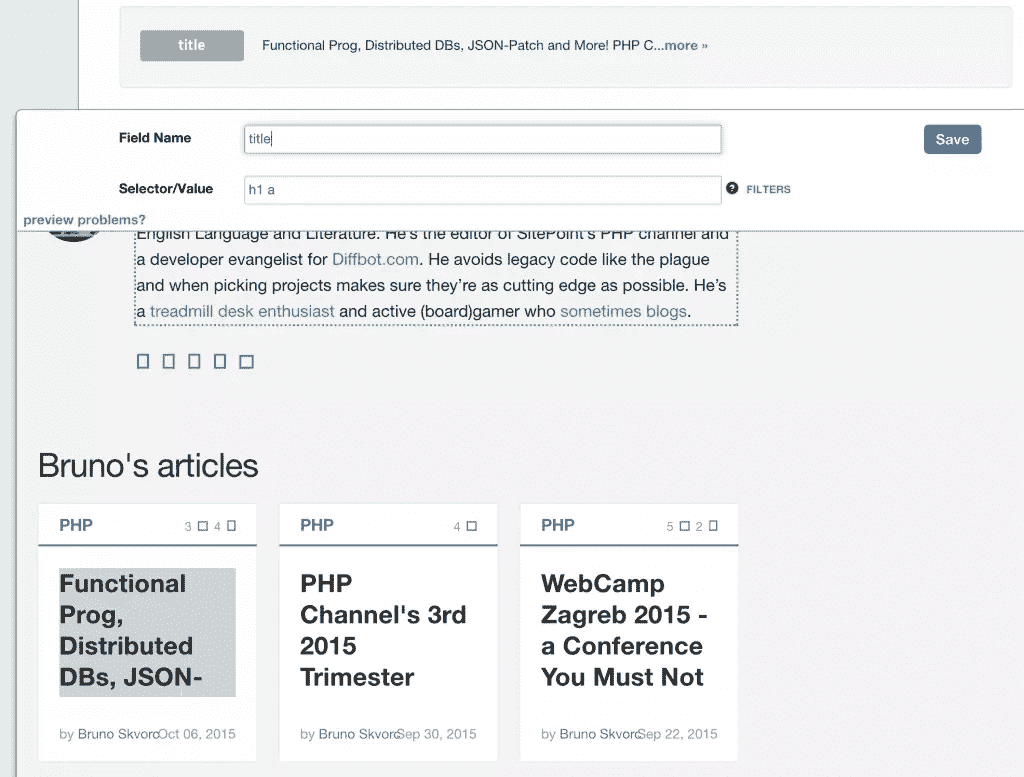 title Functional Prog, Distributed DBs, JSON-Patch and More! PHP C...more »
Field Name title Save
Selector/Value h1 a ? FILTERS
preview problems?
English Language and Literature. He's the editor of SitePoint's PHP channel and
a developer evangelist for Diffbot.com. He avoids legacy code like the plague
and when picking projects makes sure they're as cutting edge as possible. He's
a treadmill desk enthusiast and active (board)gamer who sometimes blogs.
Bruno's articles
PHP 3 4
Functional
Prog,
Distributed
DBs, JSON-
by Bruno Skvorc Oct 06, 2015
PHP 4
PHP
Channel's 3rd
2015
Trimester
by Bruno Skvorc Sep 30, 2015
PHP 5 2
WebCamp
Zagreb 2015 -
a Conference
You Must Not
by Bruno Skvorc Sep 22, 2015